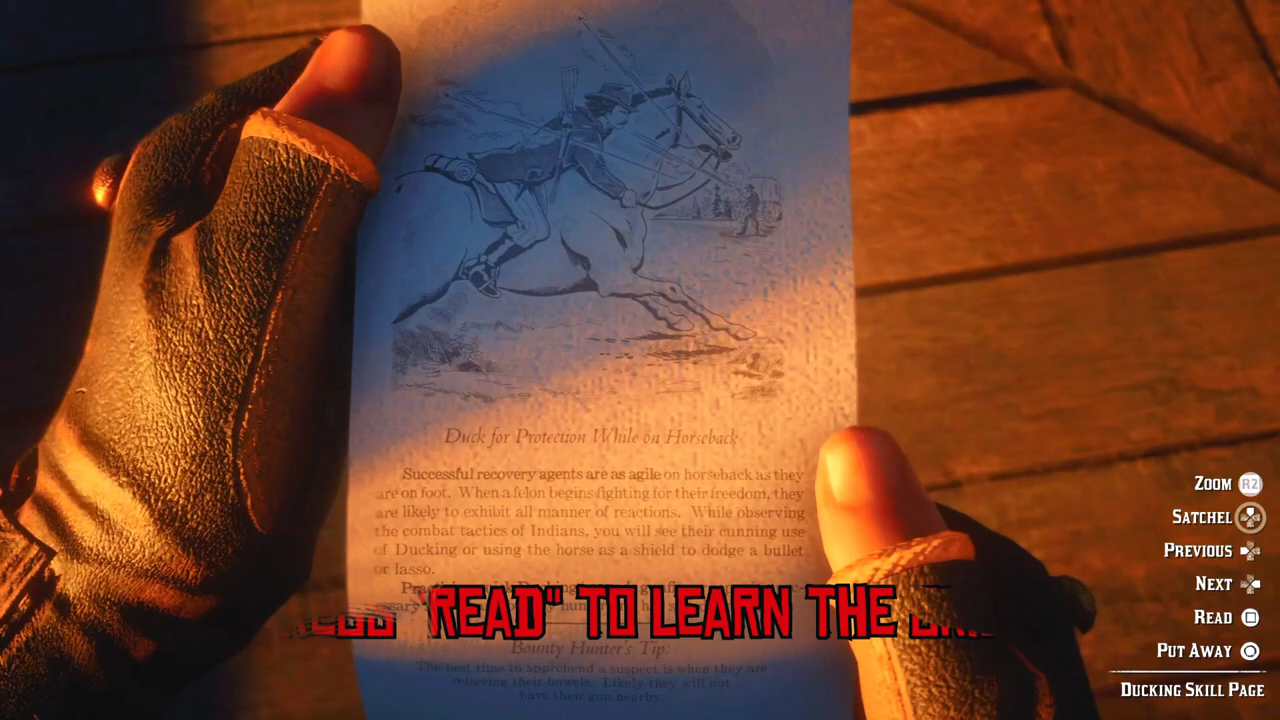 Duck for Protection While on Horseback
Successful recovery agents are as agile on horseback as they
are on foot. When a felon begins fighting for their freedom, they
are likely to exhibit all manner of reactions. While observing
the combat tactics of Indians, you will see their cunning use
of Ducking or using the horse as a shield to dodge a bullet
or lasso.
"READ" TO LEARN THE
Bounty Hunter's Tip:
The best time to apprehend a suspect is when they are
relieving their bowels. Likely they will not
have their gun nearby.
ZOOM R2
SATCHEL
PREVIOUS
NEXT
READ
PUT AWAY
DUCKING SKILL PAGE